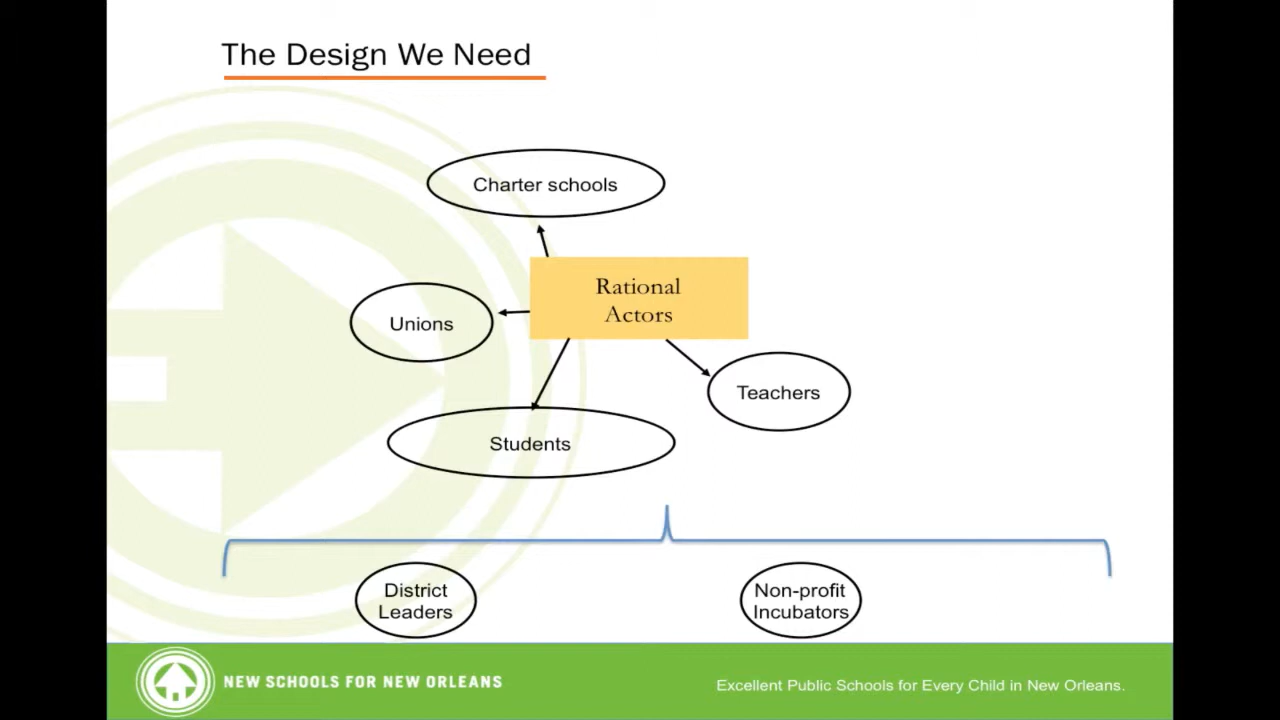 The Design We Need
Charter schools
Rational
Actors
Unions
Teachers
Students
District
Leaders
Non-profit
Incubators
NEW SCHOOLS FOR NEW ORLEANS
Excellent Public Schools for Every Child in New Orleans.